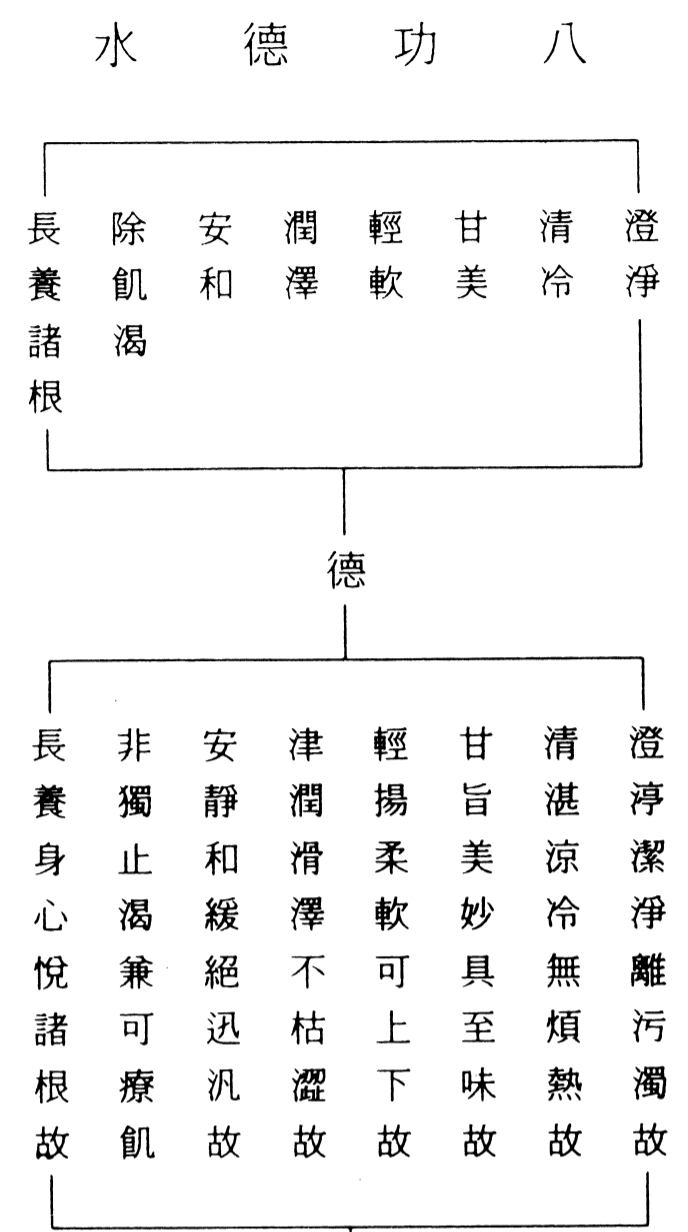 八功德水
澄淨
清冷
甘美
輕軟
潤澤
安和
除飢渴
長養諸根
德
澄渟潔淨離污濁故
清湛涼冷無煩熱故
甘旨美妙具至味故
輕揚柔軟可上下故
津潤滑澤不枯澀故
安靜和緩絕迅汎故
非獨止渴兼可療飢
長養身心悅諸根故